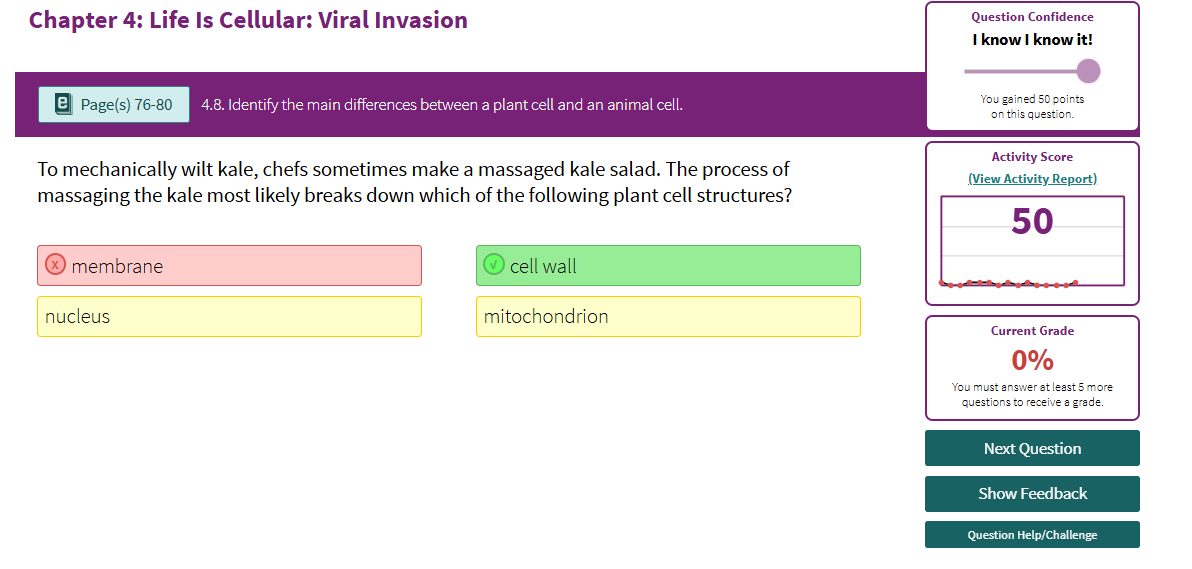 Chapter 4: Life Is Cellular: Viral Invasion
Page(s) 76-80
4.8. Identify the main differences between a plant cell and an animal cell.
To mechanically wilt kale, chefs sometimes make a massaged kale salad. The process of
massaging the kale most likely breaks down which of the following plant cell structures?
membrane
cell wall
nucleus
mitochondrion
Question Confidence
I know I know it!
You gained 50 points
on this question.
Activity Score
(View Activity Report)
50
Current Grade
0%
You must answer at least 5 more
questions to receive a grade.
Next Question
Show Feedback
Question Help/Challenge